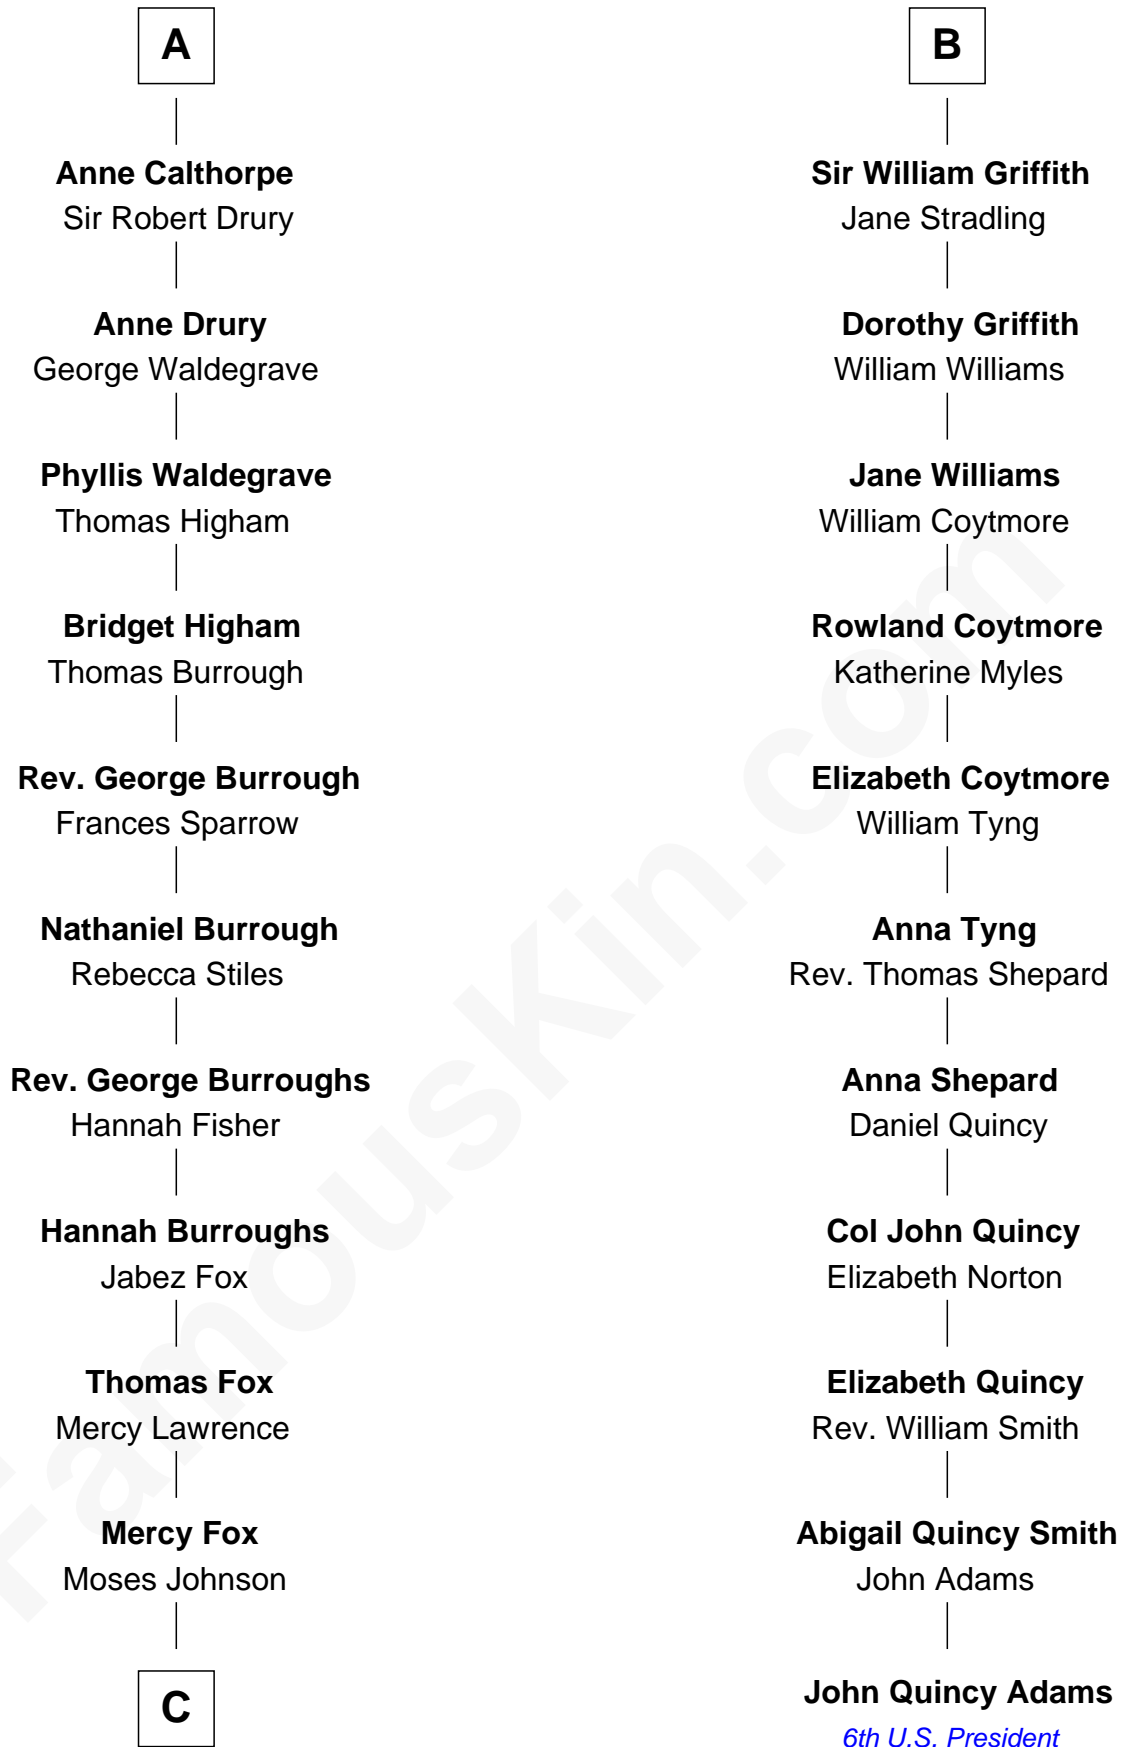 A
Anne Calthorpe
Sir Robert Drury
Anne Drury
George Waldegrave
Phyllis Waldegrave
Thomas Higham
Bridget Higham
Thomas Burrough
Rev. George Burrough
Frances Sparrow
Nathaniel Burrough
Rebecca Stiles
Rev. George Burroughs
Hannah Fisher
Hannah Burroughs
Jabez Fox
Thomas Fox
Mercy Lawrence
Mercy Fox
Moses Johnson
C
B
Sir William Griffith
Jane Stradling
Dorothy Griffith
William Williams
Jane Williams
William Coytmore
Rowland Coytmore
Katherine Myles
Elizabeth Coytmore
William Tyng
Anna Tyng
Rev. Thomas Shepard
Anna Shepard
Daniel Quincy
Col John Quincy
Elizabeth Norton
Elizabeth Quincy
Rev. William Smith
Abigail Quincy Smith
John Adams
John Quincy Adams
6th U.S. President
FamousKin.com